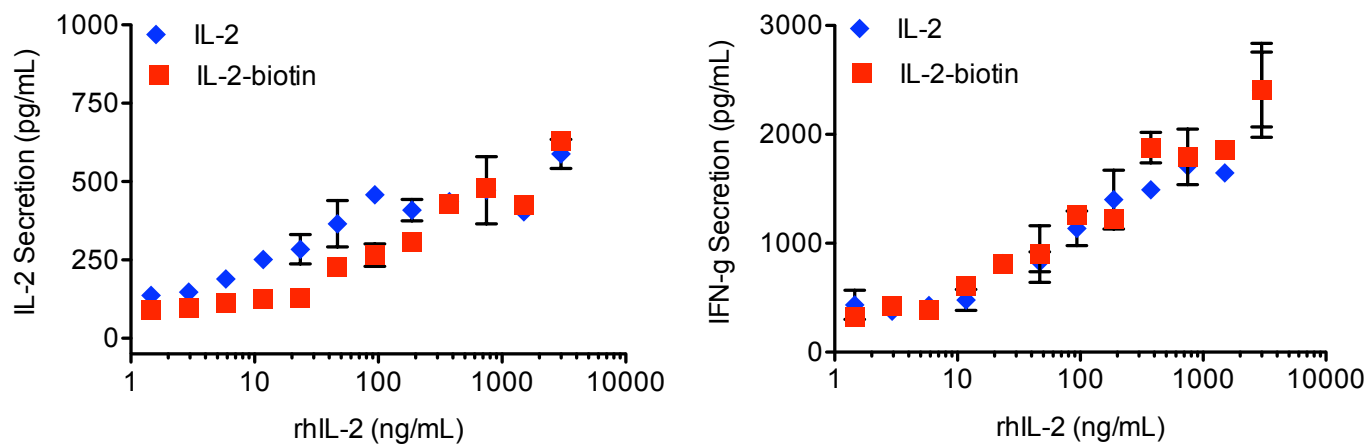 IL-2 Secretion (pg/mL)
1000
750
500
250
0
IL-2
IL-2-biotin
1
10
100
1000
10000
rhIL-2 (ng/mL)
IFN-g Secretion (pg/mL)
3000
2000
1000
0
IL-2
IL-2-biotin
1
10
100
1000
10000
rhIL-2 (ng/mL)